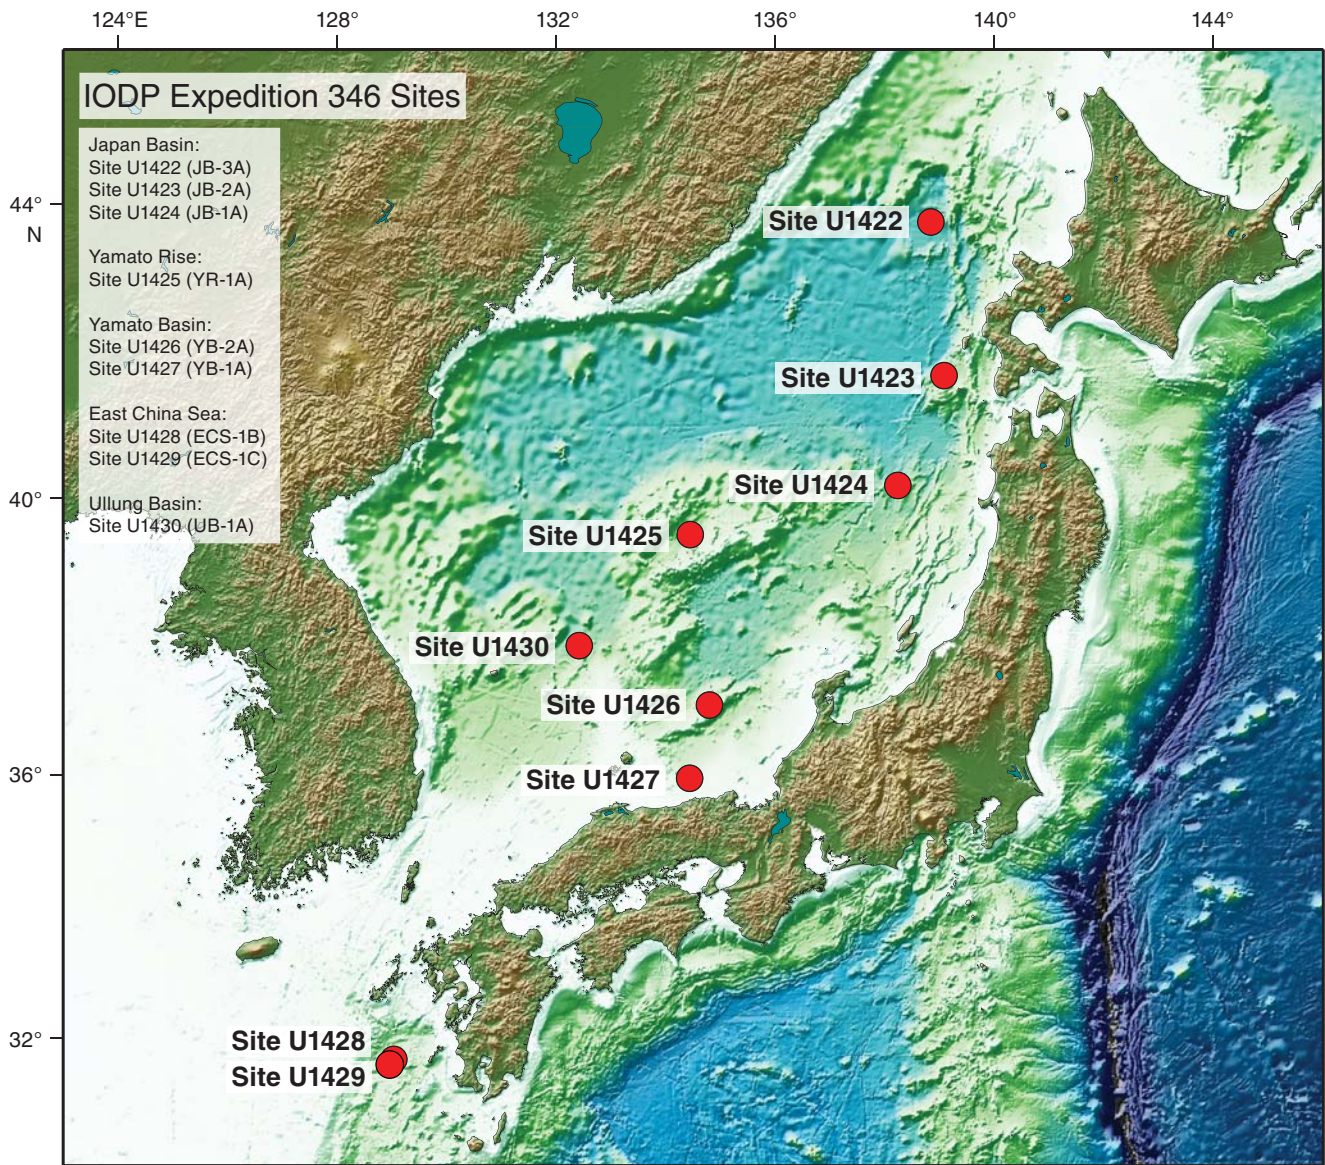 124°E 128° 132° 136° 140° 144°
IODP Expedition 346 Sites
Japan Basin:
Site U1422 (JB-3A)
Site U1423 (JB-2A)
Site U1424 (JB-1A)
Yamato Rise:
Site U1425 (YR-1A)
Yamato Basin:
Site U1426 (YB-2A)
Site U1427 (YB-1A)
East China Sea:
Site U1428 (ECS-1B)
Site U1429 (ECS-1C)
Ullung Basin:
Site U1430 (UB-1A)
44°
N
40°
36°
32°
Site U1422
Site U1423
Site U1424
Site U1425
Site U1430
Site U1426
Site U1427
Site U1428
Site U1429